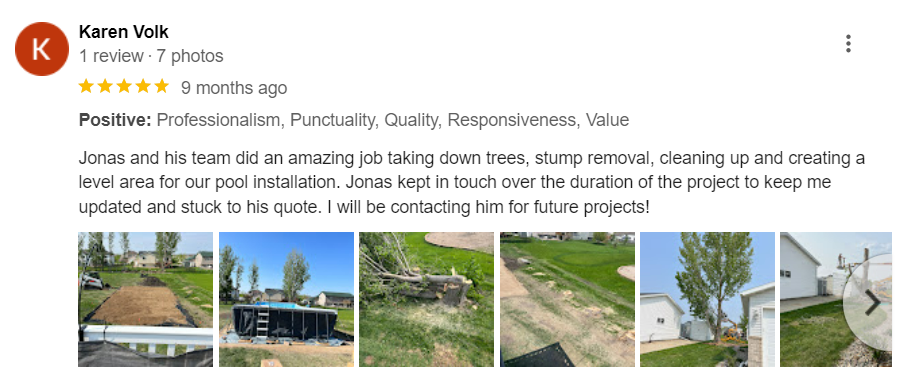 K
Karen Volk
1 review · 7 photos
9 months ago
Positive: Professionalism, Punctuality, Quality, Responsiveness, Value
Jonas and his team did an amazing job taking down trees, stump removal, cleaning up and creating a
level area for our pool installation. Jonas kept in touch over the duration of the project to keep me
updated and stuck to his quote. I will be contacting him for future projects!